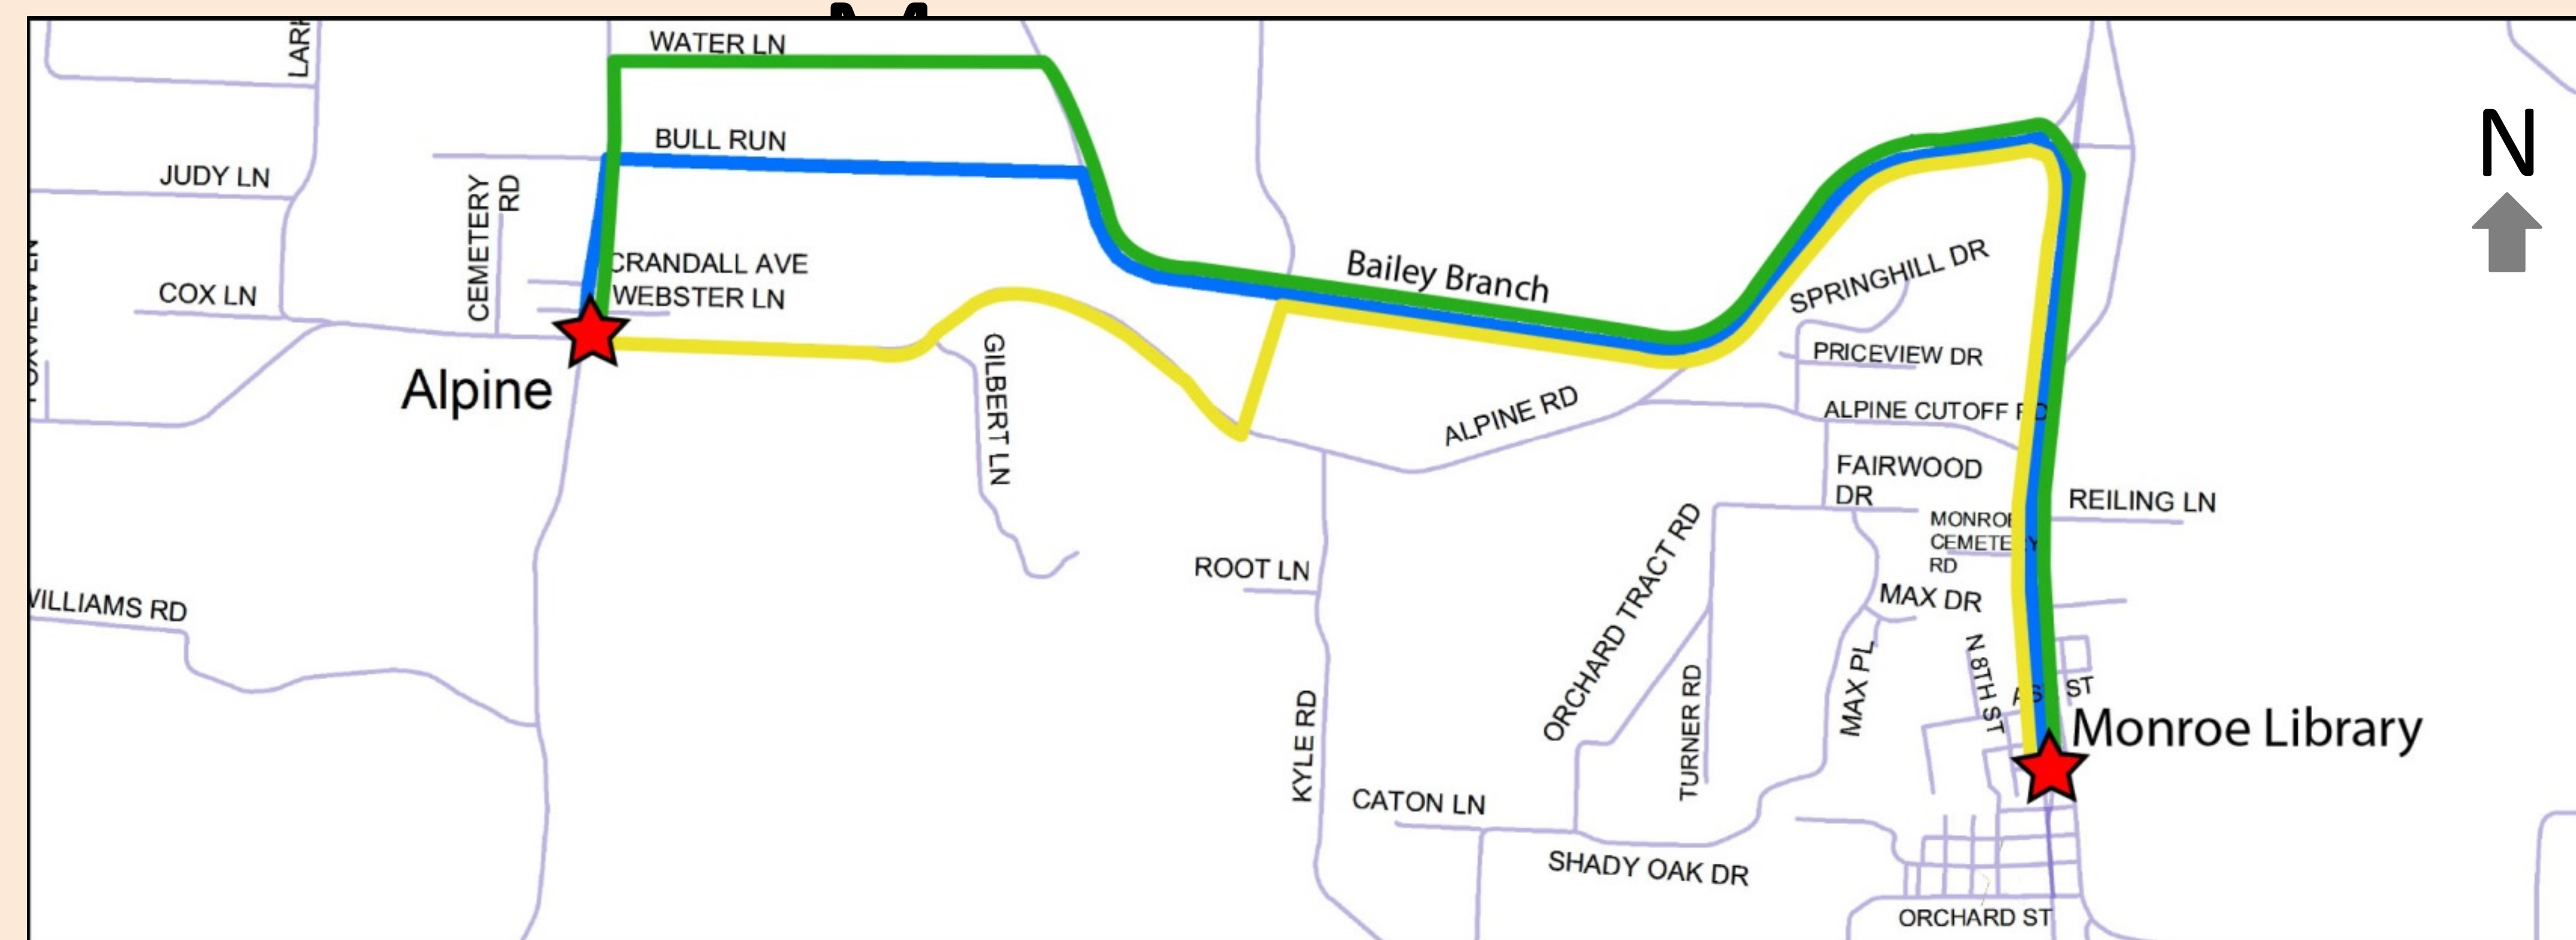 WATER LN
BULL RUN
N
JUDY LN
CEMETERY
RD
CRANDALL AVE
COX LN
WEBSTER LN
Bailey Branch
SPRINGHILL DR
GILBERT LN
PRICEVIEW DR
Alpine
ALPINE RD
ALPINE CUTOFF RD
FAIRWOOD
DR
REILING LN
ORCHARD TRACT RD
MONROE
CEMETERY
RD
ROOT LN
MAX DR
WILLIAMS RD
N 8TH ST
MAX PL
ST
TURNER RD
KYLE RD
Monroe Library
CATON LN
SHADY OAK DR
ORCHARD ST